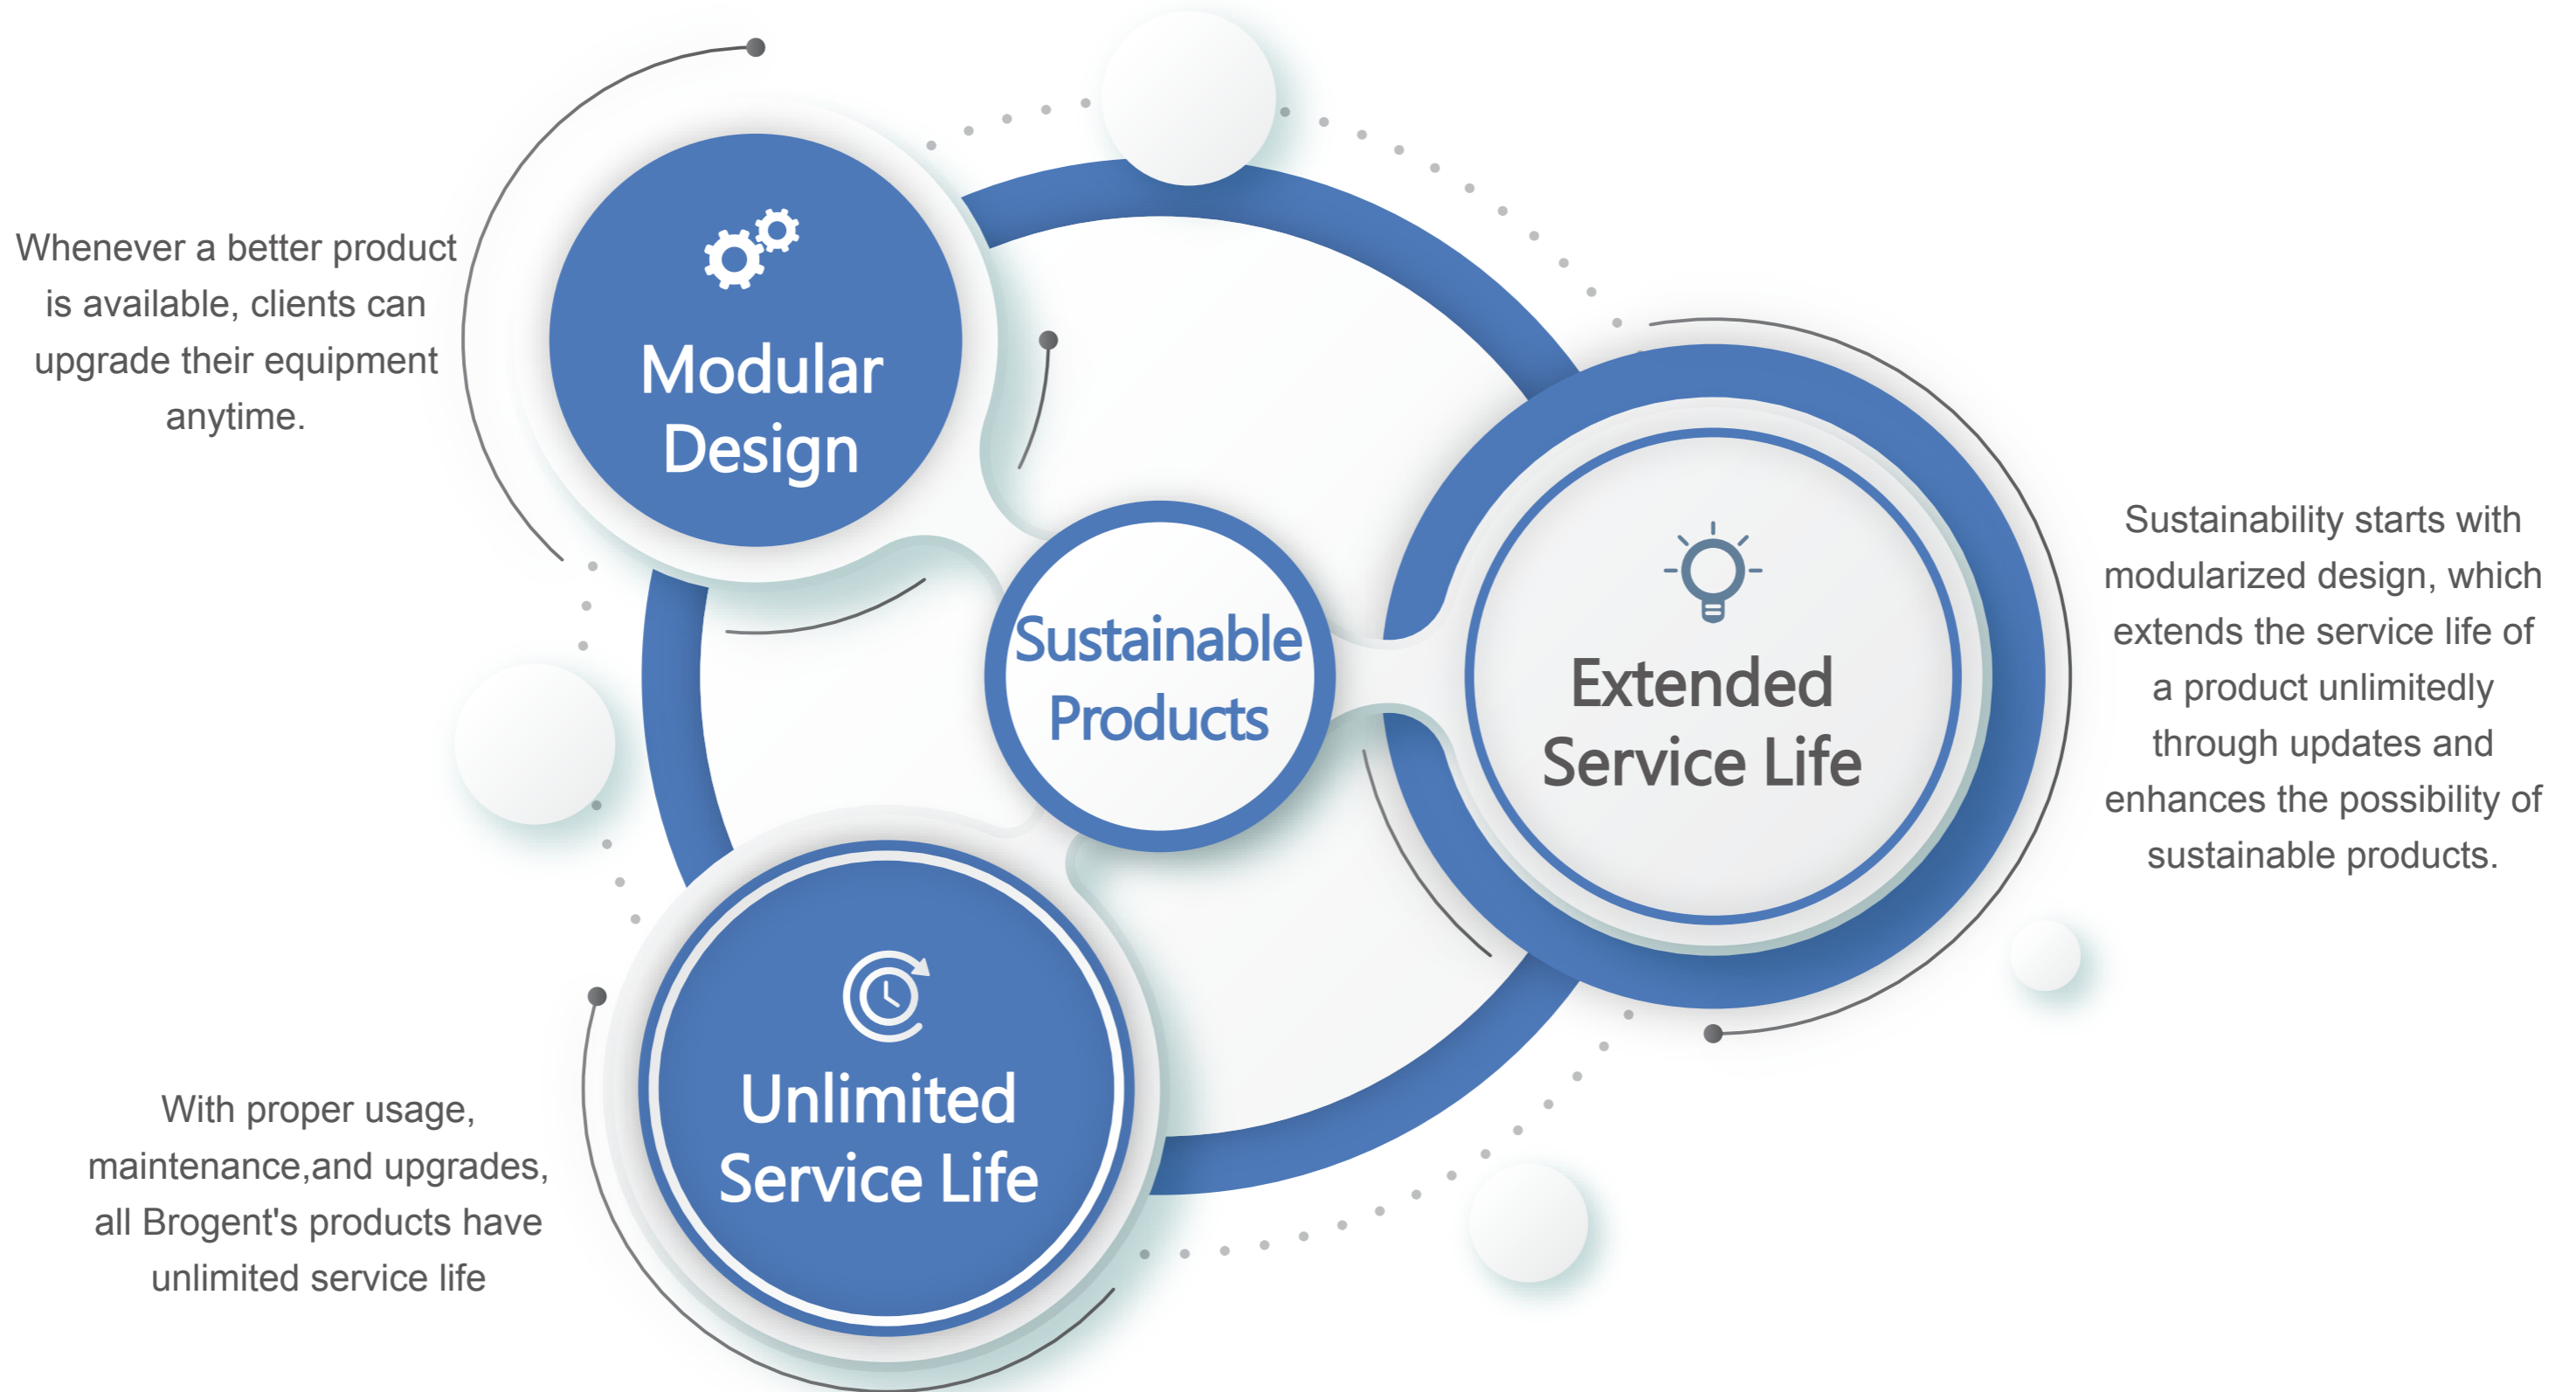 Whenever a better product
is available, clients can
upgrade their equipment
anytime.
Modular
Design
Sustainable
Products
Extended
Service Life
Sustainability starts with
modularized design, which
extends the service life of
a product unlimitedly
through updates and
enhances the possibility of
sustainable products.
Unlimited
Service Life
With proper usage,
maintenance,and upgrades,
all Brogent's products have
unlimited service life